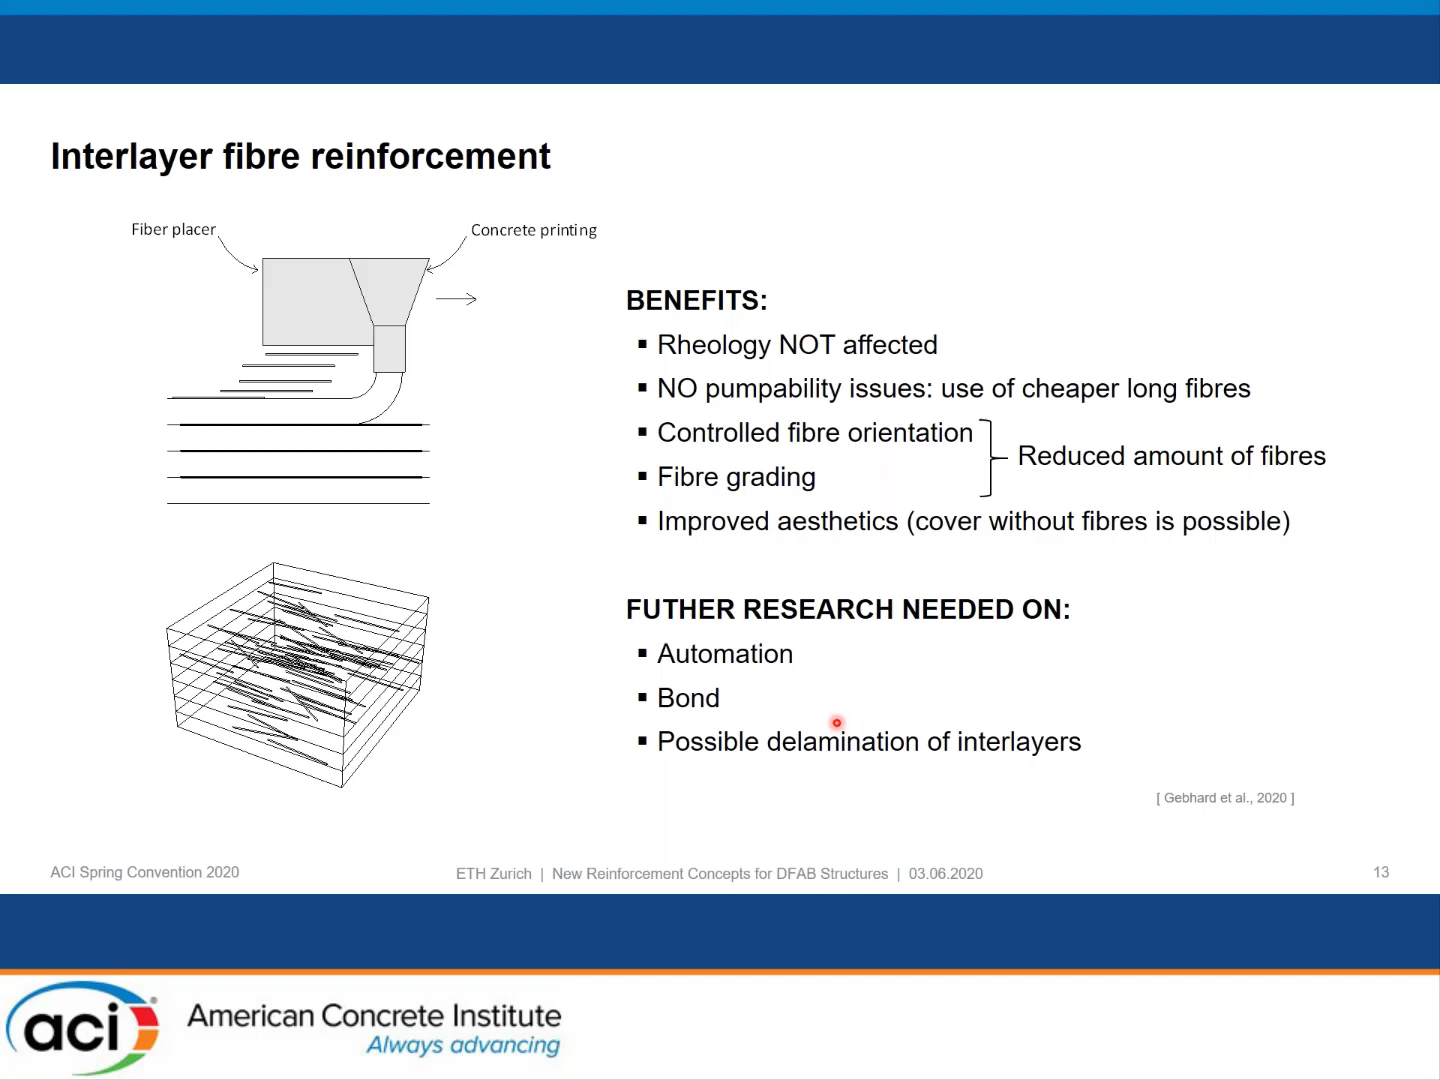 Interlayer fibre reinforcement
Fiber placer
Concrete printing
BENEFITS:
▪ Rheology NOT affected
▪ NO pumpability issues: use of cheaper long fibres
▪ Controlled fibre orientation
▪ Fibre grading
Reduced amount of fibres
▪ Improved aesthetics (cover without fibres is possible)
FUTHER RESEARCH NEEDED ON:
▪ Automation
▪ Bond
▪ Possible delamination of interlayers
[ Gebhard et al., 2020 ]
ACI Spring Convention 2020
ETH Zurich | New Reinforcement Concepts for DFAB Structures | 03.06.2020
13
aci
American Concrete Institute
Always advancing